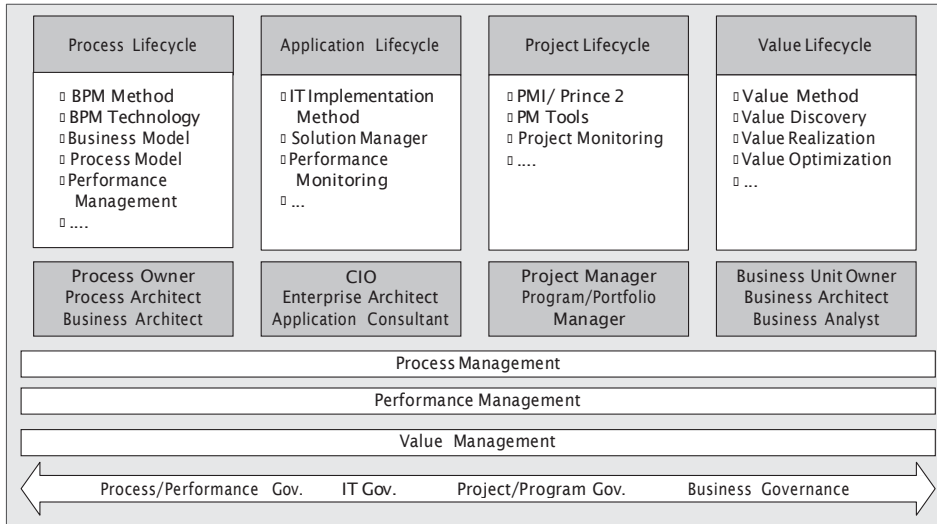 Process Lifecycle
Application Lifecycle
Project Lifecycle
Value Lifecycle
▯ BPM Method
▯ BPM Technology
▯ Business Model
▯ Process Model
▯ Performance
Management
▯ ....
▯ IT Implementation
Method
▯ Solution Manager
▯ Performance
Monitoring
▯ ...
▯ PMI/ Prince 2
▯ PM Tools
▯ Project Monitoring
▯ ....
▯ Value Method
▯ Value Discovery
▯ Value Realization
▯ Value Optimization
▯ ...
Process Owner
Process Architect
Business Architect
CIO
Enterprise Architect
Application Consultant
Project Manager
Program/Portfolio
Manager
Business Unit Owner
Business Architect
Business Analyst
Process Management
Performance Management
Value Management
Process/Performance Gov. IT Gov. Project/Program Gov. Business Governance